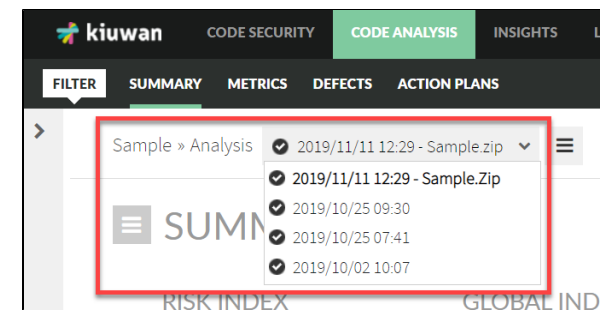 kiuwan CODE SECURITY CODE ANALYSIS INSIGHTS L
FILTER SUMMARY METRICS DEFECTS ACTION PLANS
Sample » Analysis 2019/11/11 12:29 - Sample.zip
2019/11/11 12:29 - Sample.Zip
2019/10/25 09:30
SUMM
2019/10/25 07:41
2019/10/02 10:07
RISK INDEX GLOBAL IND